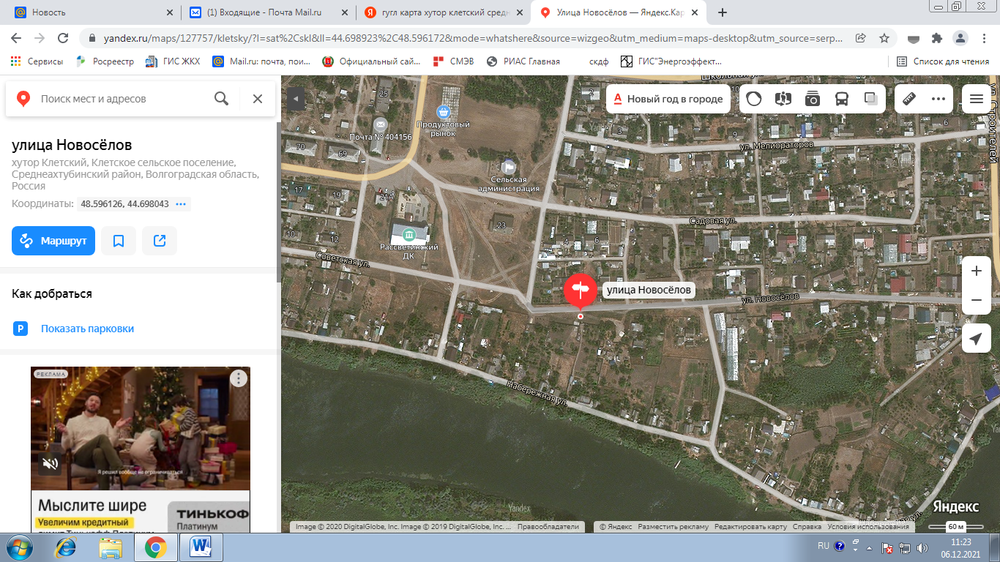 Новость
(1) Входящие - Почта Mail.ru
гугл карта хутор клетский средн
Улица Новосёлов — Яндекс.Кар
yandex.ru/maps/127757/kletsky/?l=sat%2Cskl&ll=44.698923%2C48.596172&mode=whatshere&source=wizgeo&utm_medium=maps-desktop&utm_source=serp...
Сервисы
Росреестр
ГИС ЖКХ
Mail.ru: почта, пои...
Официальный сай...
СМЭВ
РИАС Главная
скдф
ГИС"Энергоэффект...
Список для чтения
Поиск мест и адресов
улица Новосёлов
хутор Клетский, Клетское сельское поселение,
Среднеахтубинский район, Волгоградская область,
Россия
Координаты: 48.596126, 44.698043
Маршрут
Как добраться
P Показать парковки
РЕКЛАМА
Я решил вообще не ограничиваться
Мыслите шире
Увеличим кредитный
ТИНЬКОФ
Платинум
Новый год в городе
Школьная ул.
ул. Строителей
25
Продуктовый
рынок
Почта № 404156
70
69
2
3
10
9
6
ул. Мелиораторов
Сельская
администрация
17
19
21А
23
10
12
Рассветинский
ДК
Советская ул.
Садовая ул.
4
6
улица Новосёлов
ул. Новосёлов
Набережная ул.
Yandex
Яндекс
Image © 2020 DigitalGlobe, Inc. Image © 2019 DigitalGlobe, Inc. ...
Правообладатели
© Яндекс
Разместить рекламу
Редактировать карту
Справка
Условия использования
60 м
RU
11:23
06.12.2021